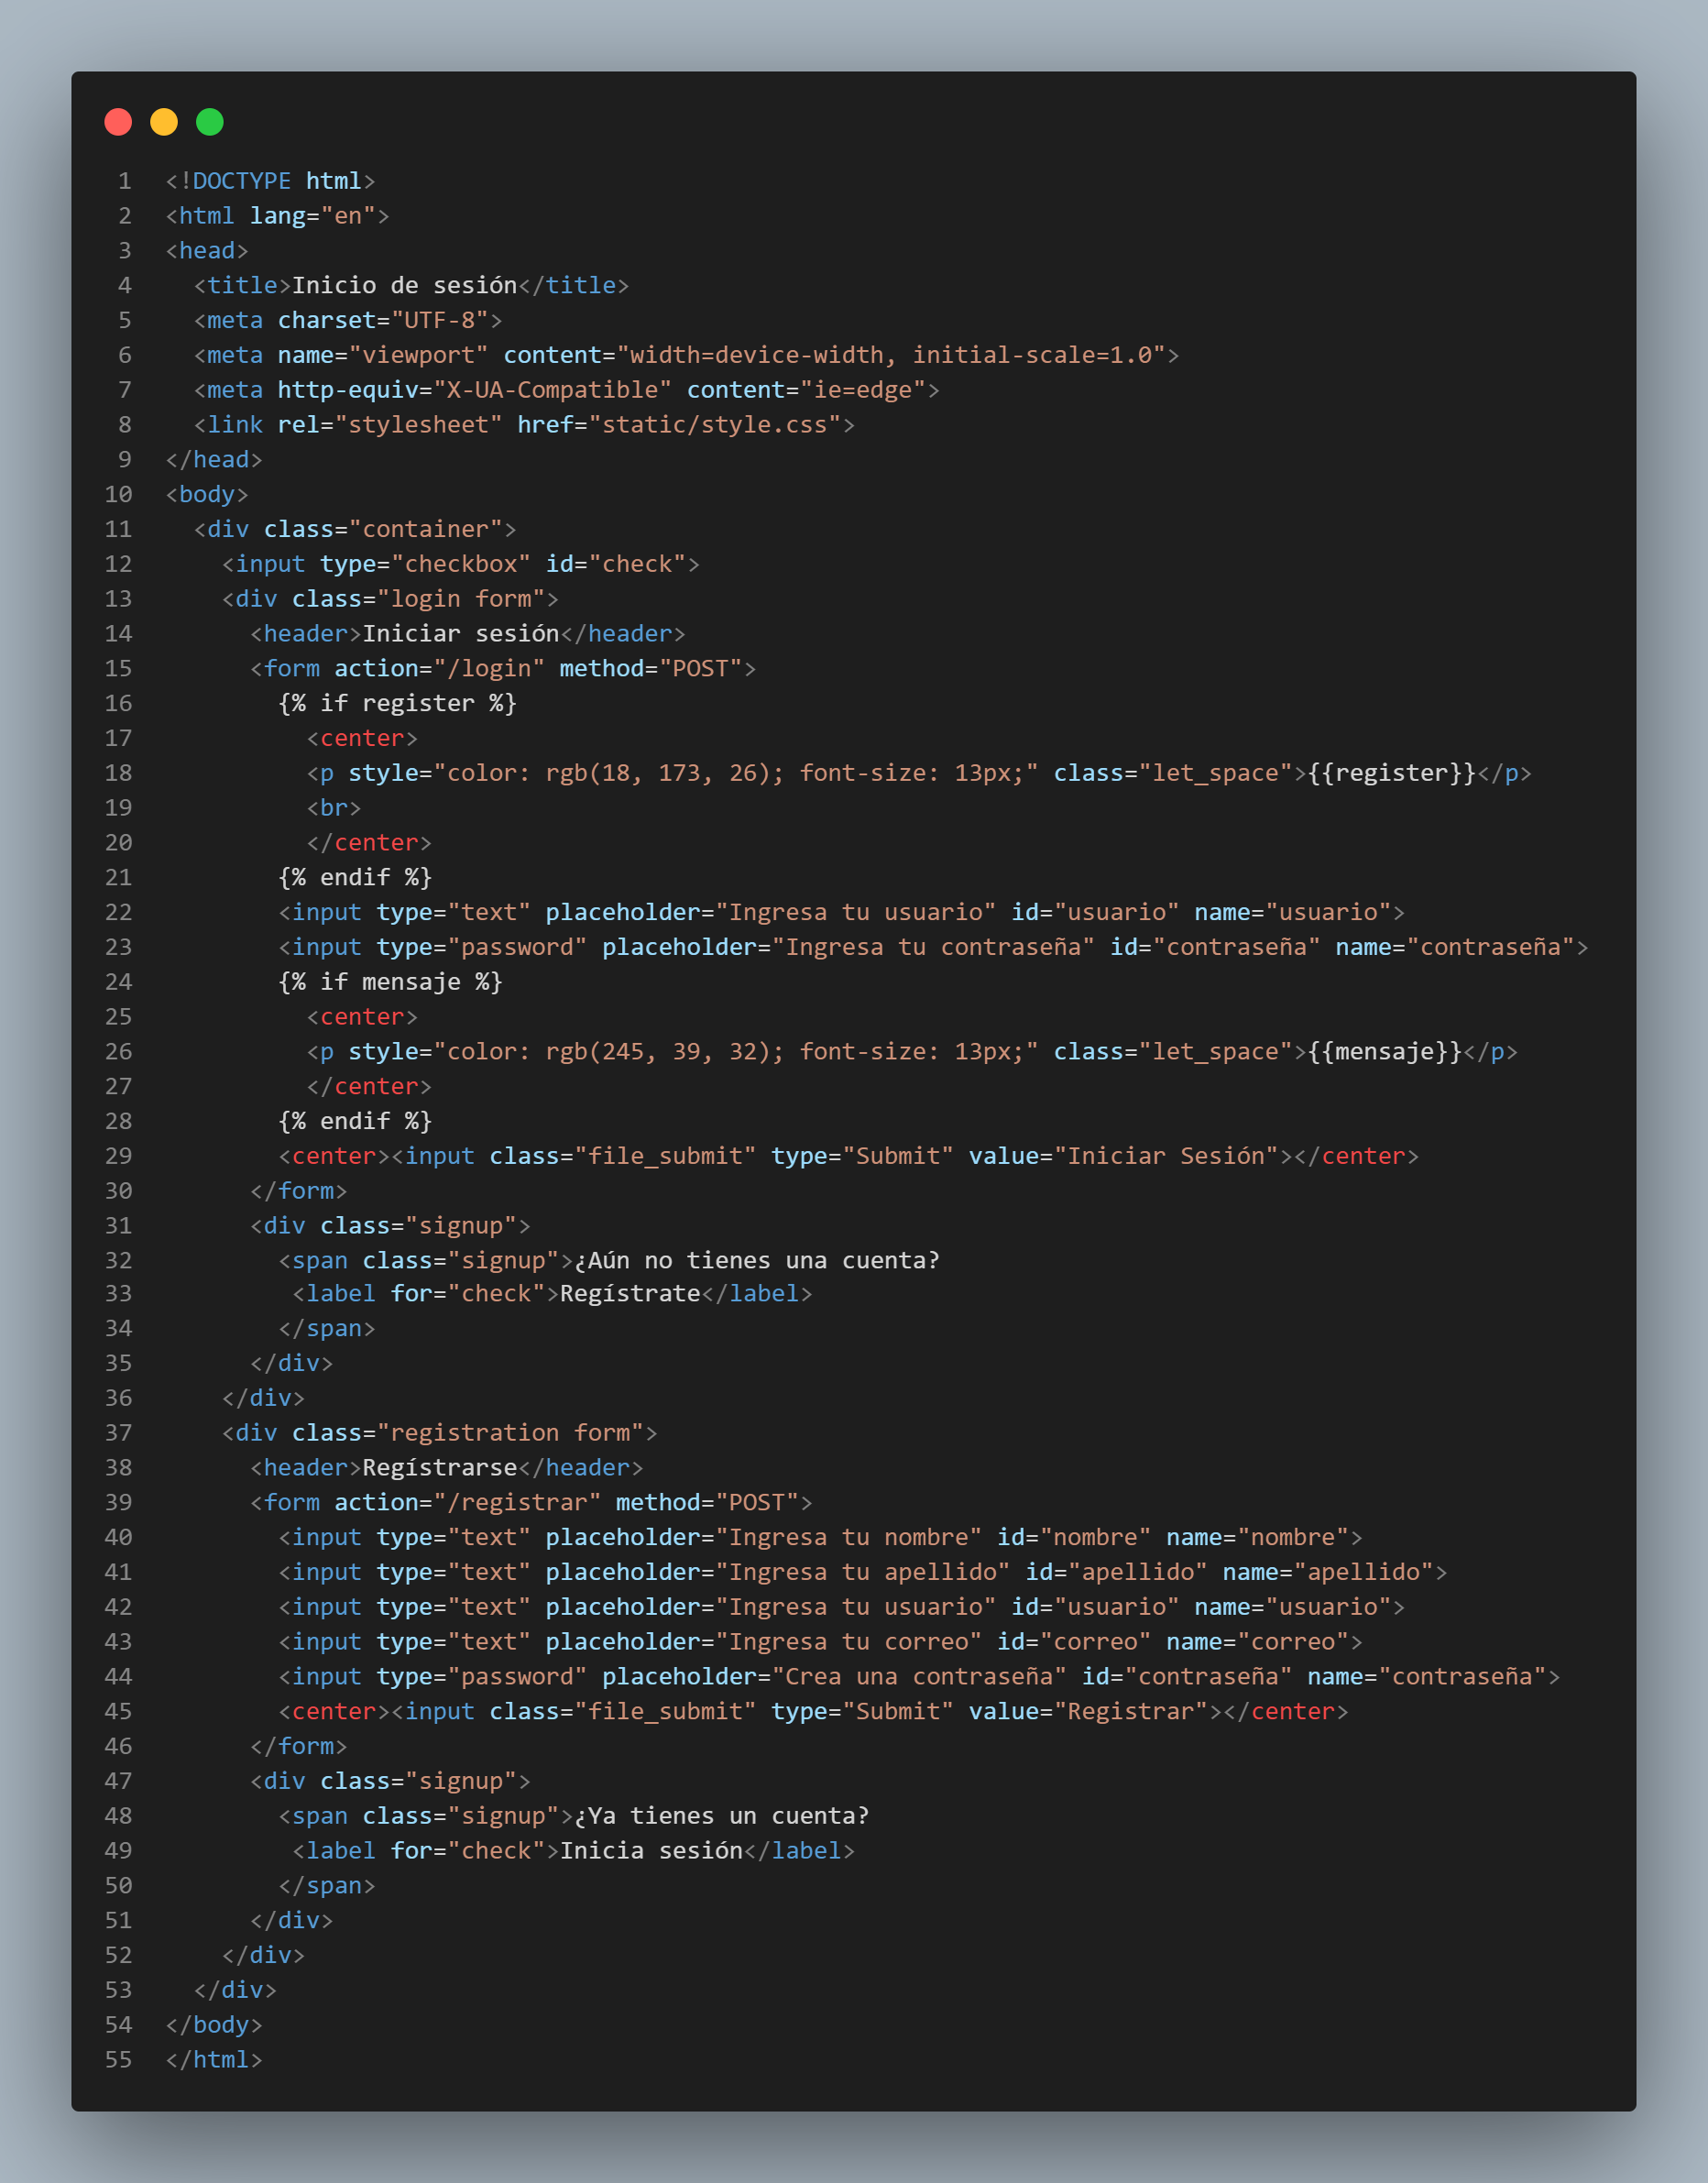 1 <!DOCTYPE html>
2 <html lang="en">
3 <head>
4   <title>Inicio de sesión</title>
5   <meta charset="UTF-8">
6   <meta name="viewport" content="width=device-width, initial-scale=1.0">
7   <meta http-equiv="X-UA-Compatible" content="ie=edge">
8   <link rel="stylesheet" href="static/style.css">
9 </head>
10 <body>
11   <div class="container">
12     <input type="checkbox" id="check">
13     <div class="login form">
14       <header>Iniciar sesión</header>
15       <form action="/login" method="POST">
16         {% if register %}
17           <center>
18           <p style="color: rgb(18, 173, 26); font-size: 13px;" class="let_space">{{register}}</p>
19           <br>
20           </center>
21         {% endif %}
22         <input type="text" placeholder="Ingresa tu usuario" id="usuario" name="usuario">
23         <input type="password" placeholder="Ingresa tu contraseña" id="contraseña" name="contraseña">
24         {% if mensaje %}
25           <center>
26           <p style="color: rgb(245, 39, 32); font-size: 13px;" class="let_space">{{mensaje}}</p>
27           </center>
28         {% endif %}
29         <center><input class="file_submit" type="Submit" value="Iniciar Sesión"></center>
30       </form>
31       <div class="signup">
32         <span class="signup">¿Aún no tienes una cuenta?
33          <label for="check">Regístrate</label>
34         </span>
35       </div>
36     </div>
37     <div class="registration form">
38       <header>Regístrarse</header>
39       <form action="/registrar" method="POST">
40         <input type="text" placeholder="Ingresa tu nombre" id="nombre" name="nombre">
41         <input type="text" placeholder="Ingresa tu apellido" id="apellido" name="apellido">
42         <input type="text" placeholder="Ingresa tu usuario" id="usuario" name="usuario">
43         <input type="text" placeholder="Ingresa tu correo" id="correo" name="correo">
44         <input type="password" placeholder="Crea una contraseña" id="contraseña" name="contraseña">
45         <center><input class="file_submit" type="Submit" value="Registrar"></center>
46       </form>
47       <div class="signup">
48         <span class="signup">¿Ya tienes un cuenta?
49          <label for="check">Inicia sesión</label>
50         </span>
51       </div>
52     </div>
53   </div>
54 </body>
55 </html>